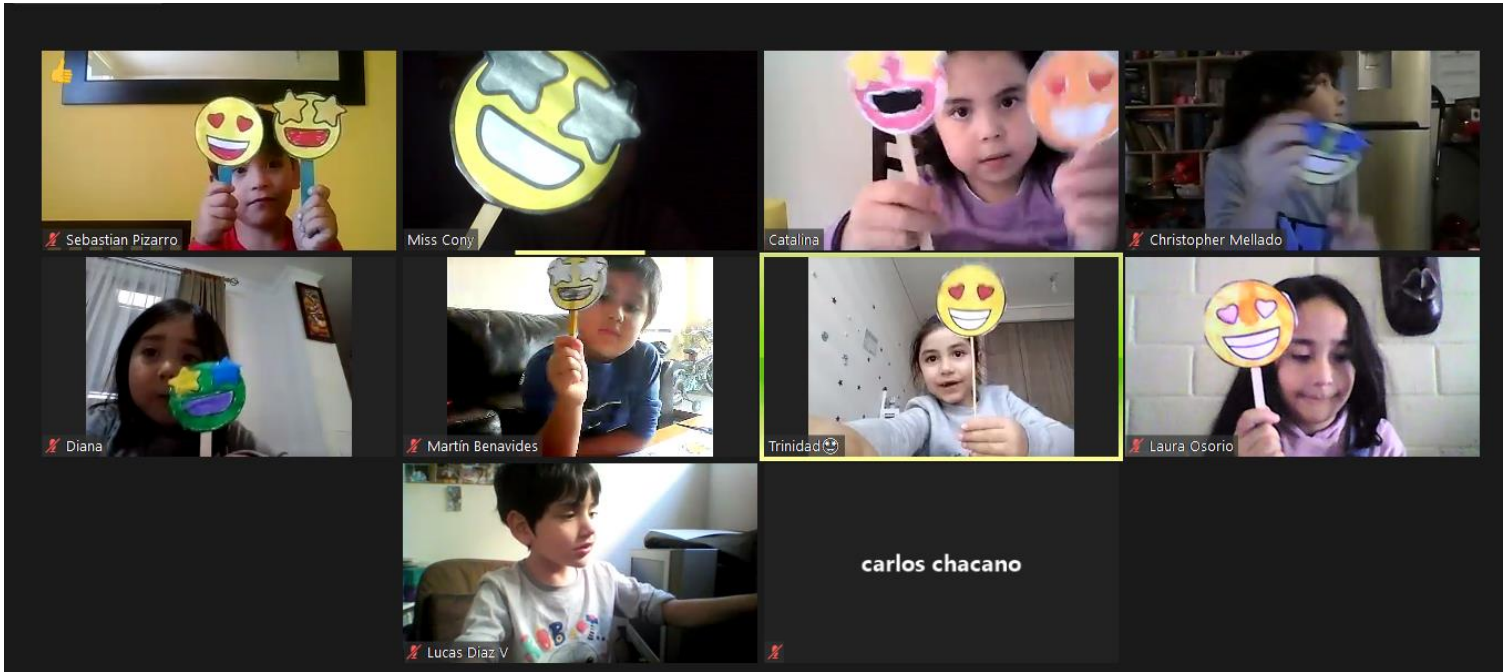 Sebastian Pizarro
Miss Cony
Catalina
Christopher Mellado
Diana
Martín Benavides
Trinidad
Laura Osorio
Lucas Diaz V
carlos chacano